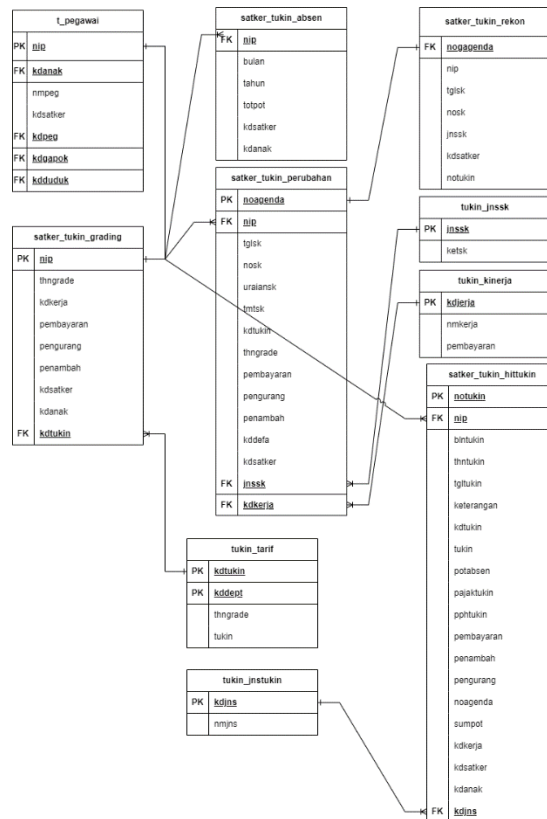 t_pegawai
PK nip
FK kdanak
nmpeg
kdsatker
FK kdpeg
FK kdgapok
FK kdduduk
satker_tukin_grading
PK nip
thngrade
kdkerja
pembayaran
pengurang
penambah
kdsatker
kdanak
FK kdtukin
satker_tukin_absen
FK nip
bulan
tahun
totpot
kdsatker
kdanak
satker_tukin_perubahan
PK noagenda
FK nip
tglsk
nosk
uraiansk
tmtsk
kdtukin
thngrade
pembayaran
pengurang
penambah
kddefa
kdsatker
FK jnssk
FK kdkerja
tukin_tarif
PK kdtukin
PK kddept
thngrade
tukin
tukin_jnstukin
PK kdjns
nmjns
satker_tukin_rekon
FK nogagenda
nip
tglsk
nosk
jnssk
kdsatker
notukin
tukin_jnssk
PK jnssk
ketsk
tukin_kinerja
PK kdjerja
nmkerja
pembayaran
satker_tukin_hittukin
PK notukin
FK nip
blntukin
thntukin
tgltukin
keterangan
kdtukin
tukin
potabsen
pajaktukin
pphtukin
pembayaran
penambah
pengurang
noagenda
sumpot
kdkerja
kdsatker
kdanak
FK kdjns